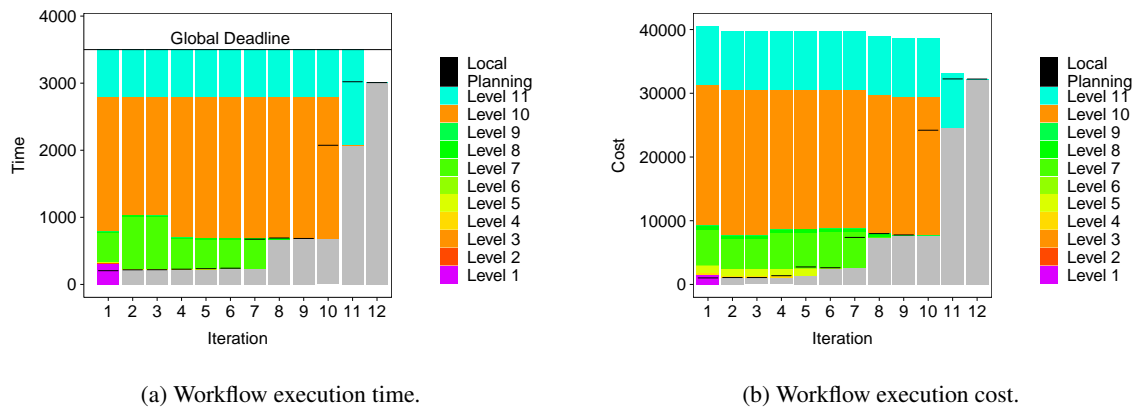 4000
3000
2000
1000
0
Time
Global Deadline
1 2 3 4 5 6 7 8 9 10 11 12
Iteration
Local
Planning
Level 11
Level 10
Level 9
Level 8
Level 7
Level 6
Level 5
Level 4
Level 3
Level 2
Level 1
(a) Workflow execution time.
40000
30000
20000
10000
0
Cost
1 2 3 4 5 6 7 8 9 10 11 12
Iteration
Local
Planning
Level 11
Level 10
Level 9
Level 8
Level 7
Level 6
Level 5
Level 4
Level 3
Level 2
Level 1
(b) Workflow execution cost.